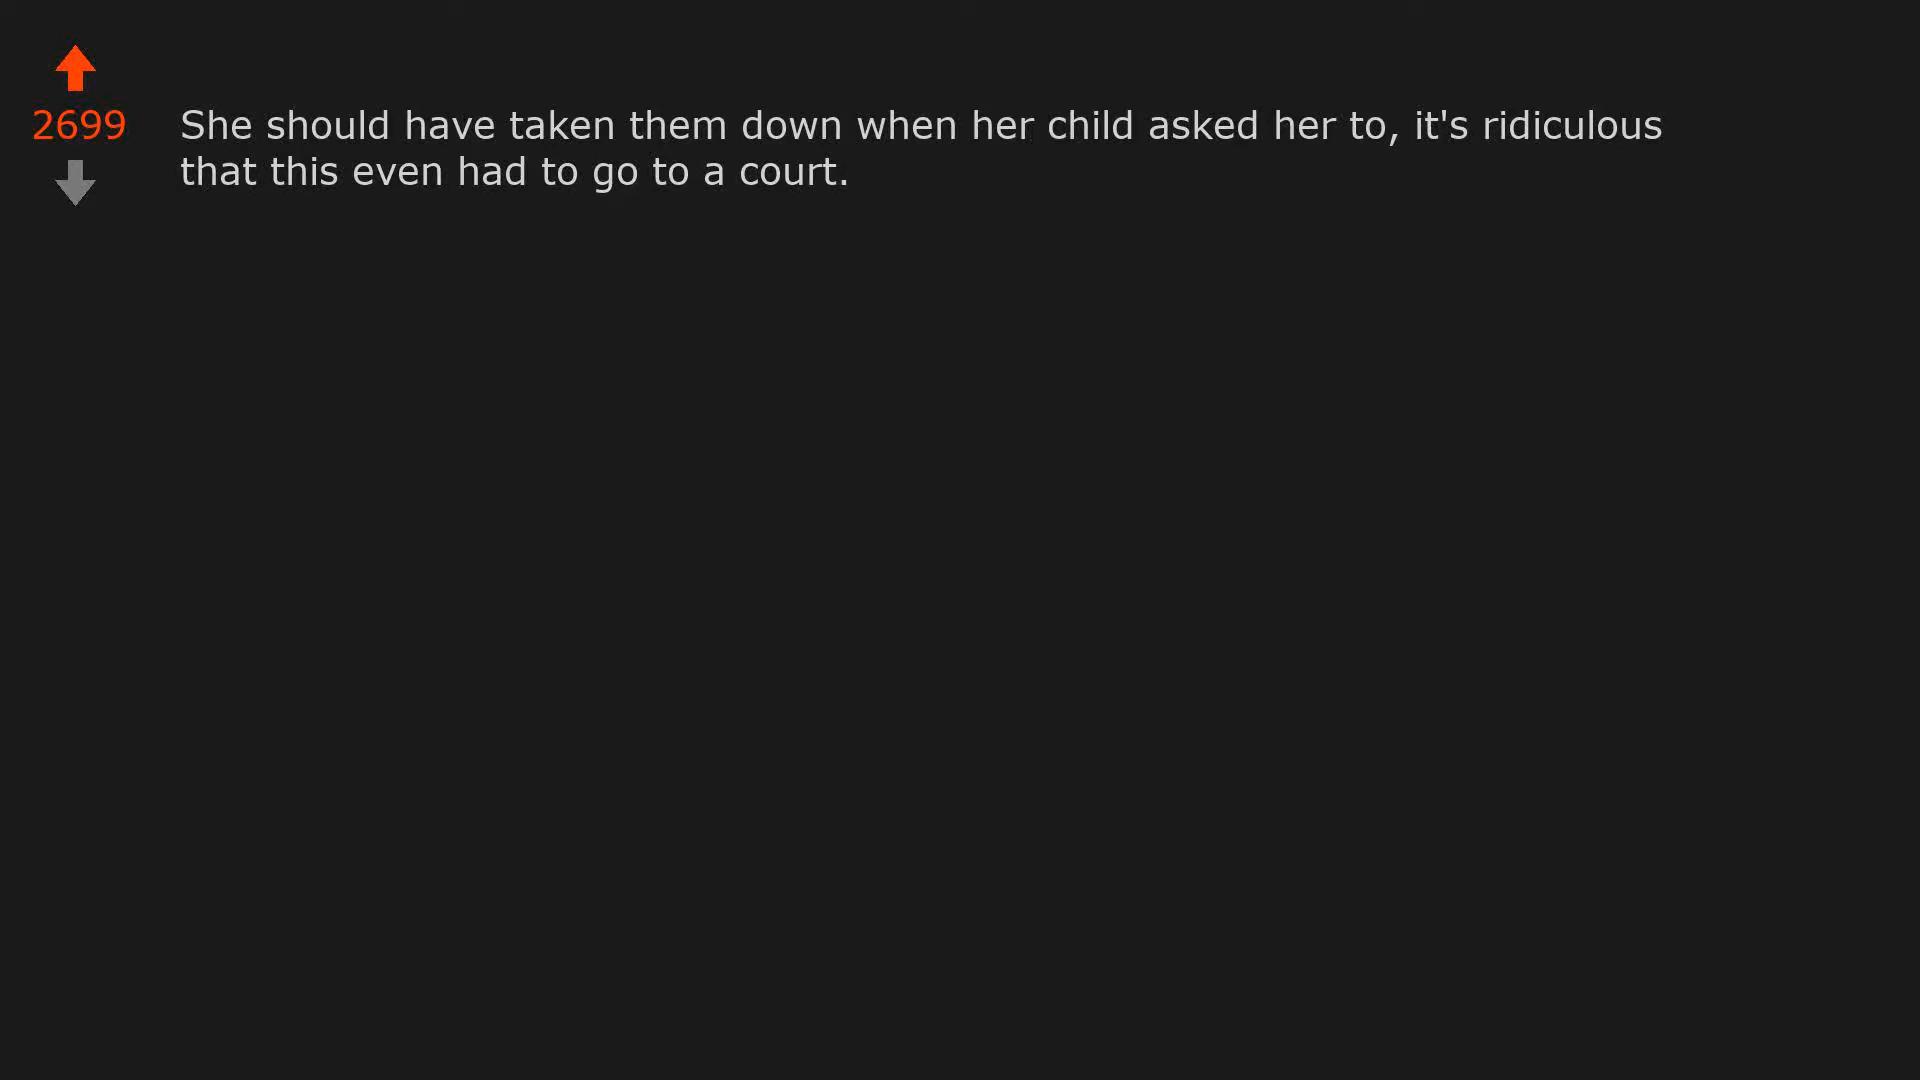 2699
She should have taken them down when her child asked her to, it's ridiculous
that this even had to go to a court.